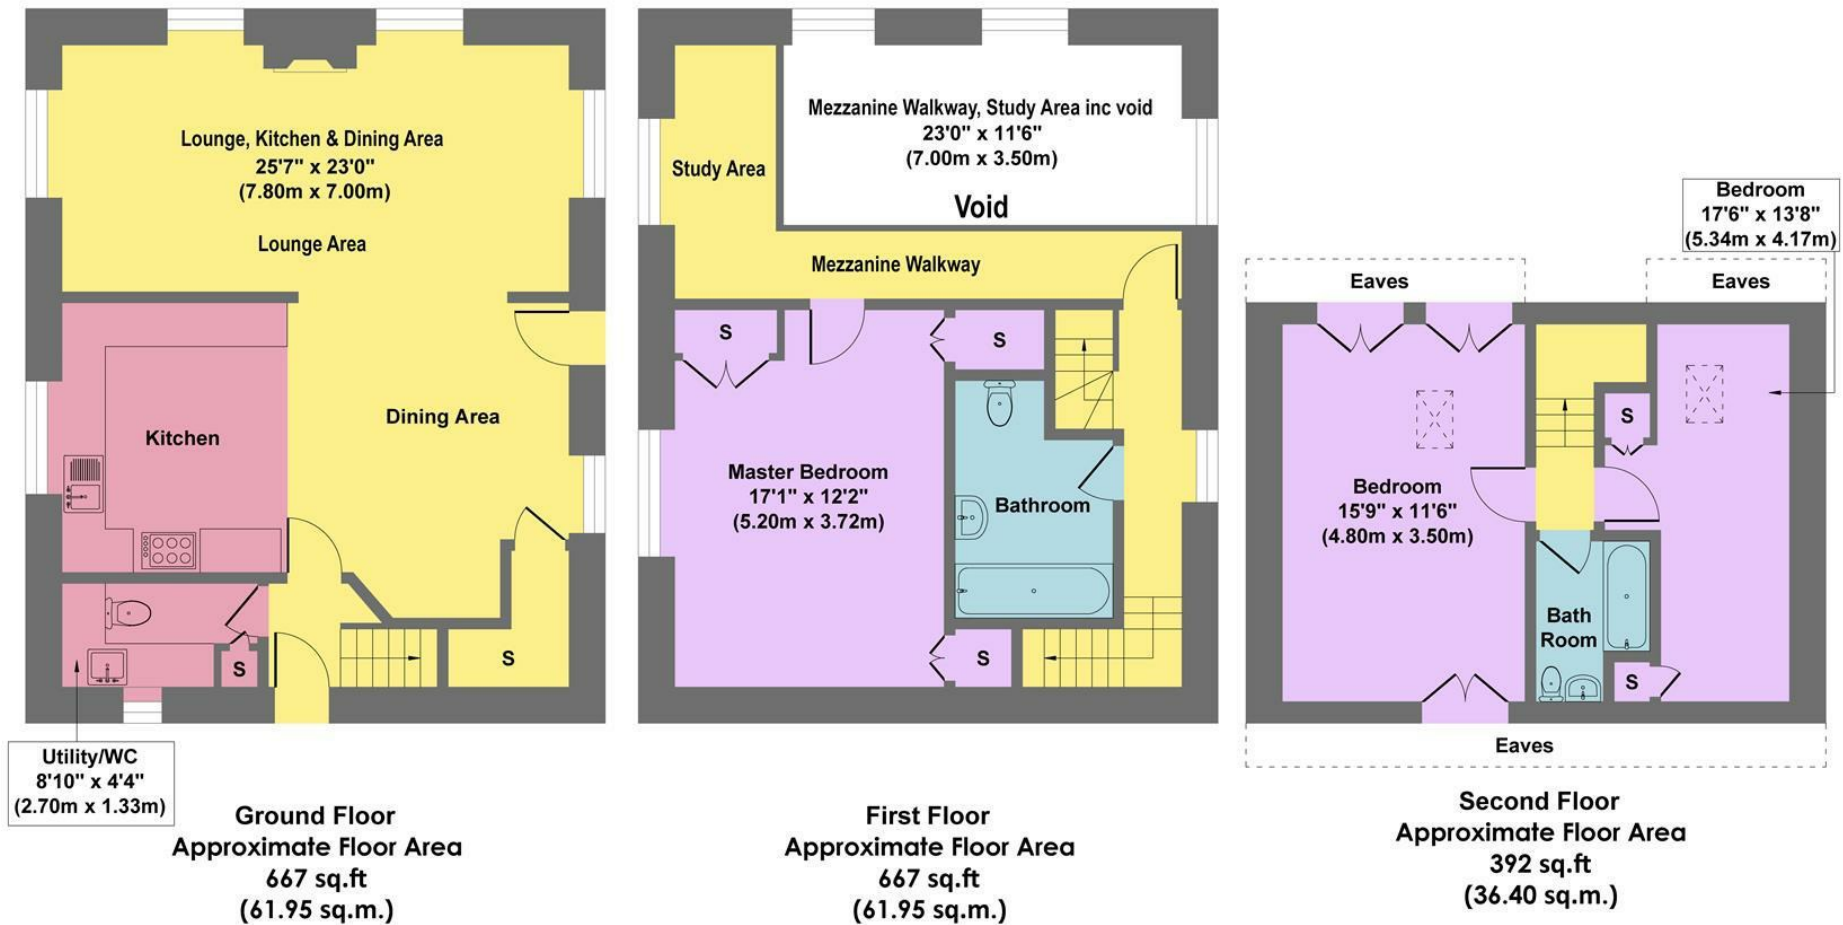 Lounge, Kitchen & Dining Area
25'7" x 23'0"
(7.80m x 7.00m)
Lounge Area
Kitchen
Dining Area
S
S
Utility/WC
8'10" x 4'4"
(2.70m x 1.33m)
Ground Floor
Approximate Floor Area
667 sq.ft
(61.95 sq.m.)
Mezzanine Walkway, Study Area inc void
23'0" x 11'6"
(7.00m x 3.50m)
Study Area
Void
Mezzanine Walkway
S
S
Master Bedroom
17'1" x 12'2"
(5.20m x 3.72m)
Bathroom
S
First Floor
Approximate Floor Area
667 sq.ft
(61.95 sq.m.)
Bedroom
17'6" x 13'8"
(5.34m x 4.17m)
Eaves
Eaves
S
Bedroom
15'9" x 11'6"
(4.80m x 3.50m)
Bath
Room
S
Eaves
Second Floor
Approximate Floor Area
392 sq.ft
(36.40 sq.m.)